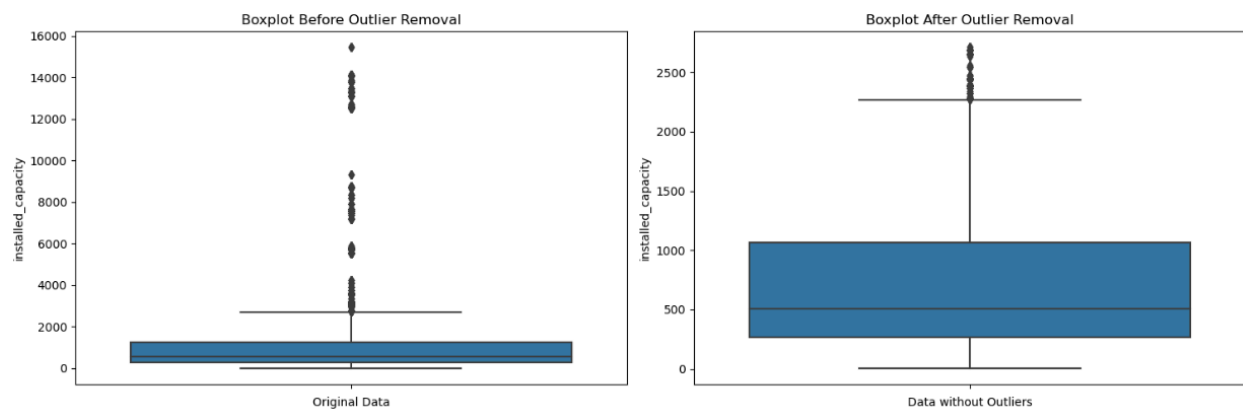 Boxplot Before Outlier Removal
16000
14000
12000
10000
8000
6000
4000
2000
0
installed_capacity
Original Data
Boxplot After Outlier Removal
2500
2000
1500
1000
500
0
installed_capacity
Data without Outliers